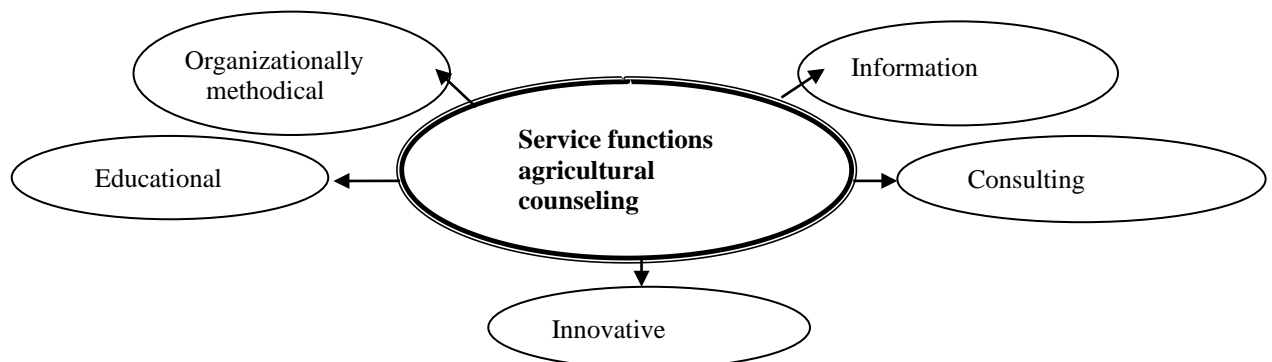 Organizationally
methodical
Information
Service functions
agricultural
counseling
Educational
Consulting
Innovative